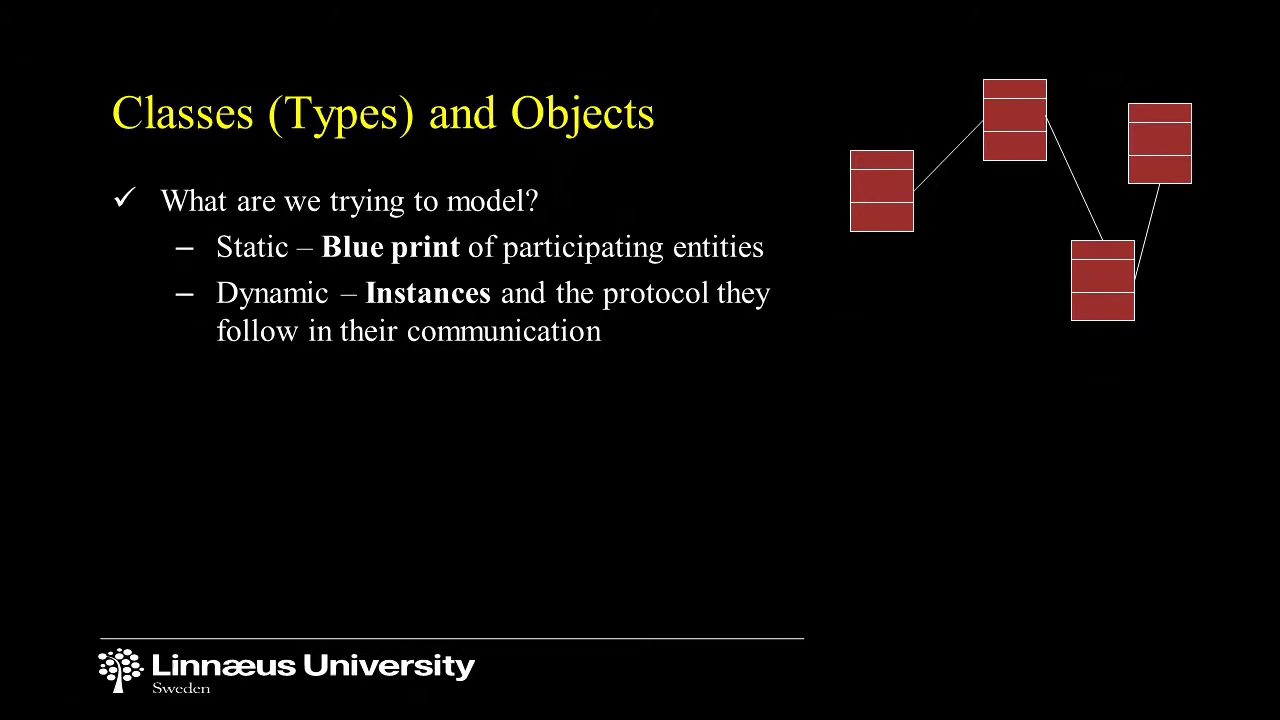 Classes (Types) and Objects
✓ What are we trying to model?
– Static – Blue print of participating entities
– Dynamic – Instances and the protocol they
follow in their communication
Linnæus University
Sweden